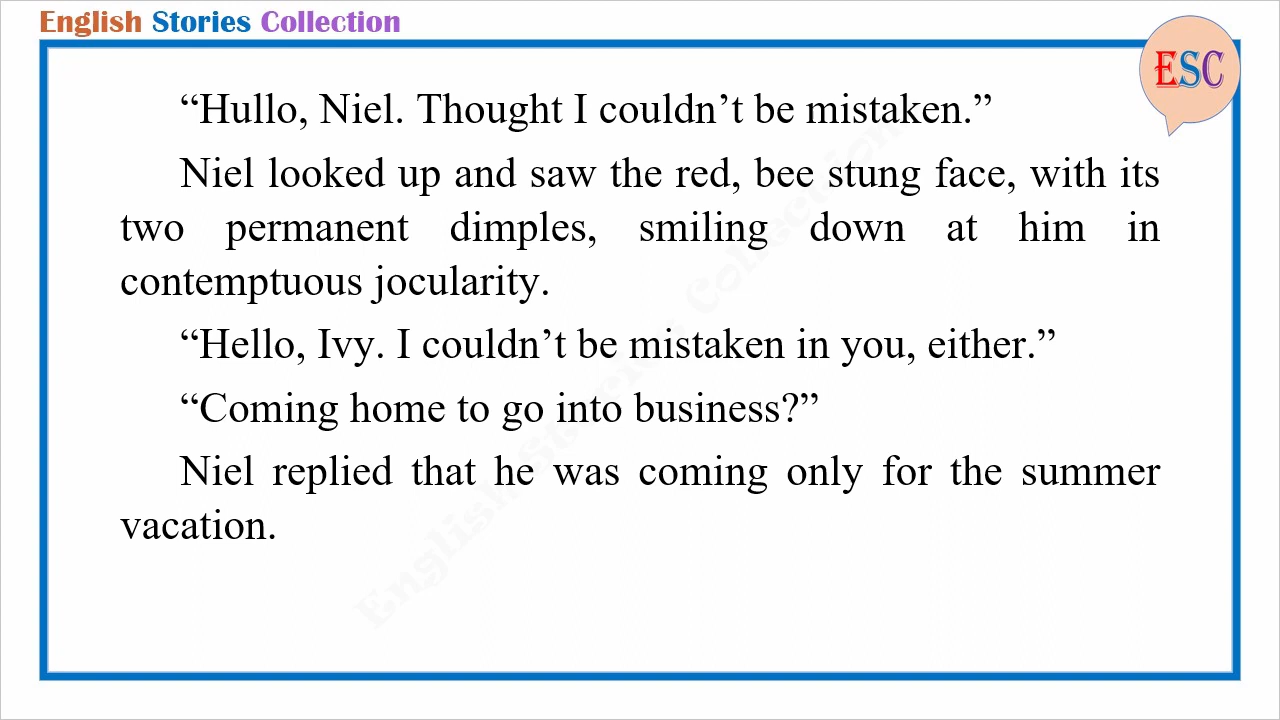 English Stories Collection
ESC
“Hullo, Niel. Thought I couldn’t be mistaken.”
Niel looked up and saw the red, bee stung face, with its
two permanent dimples, smiling down at him in
contemptuous jocularity.
“Hello, Ivy. I couldn’t be mistaken in you, either.”
“Coming home to go into business?”
Niel replied that he was coming only for the summer
vacation.
English Stories Collection